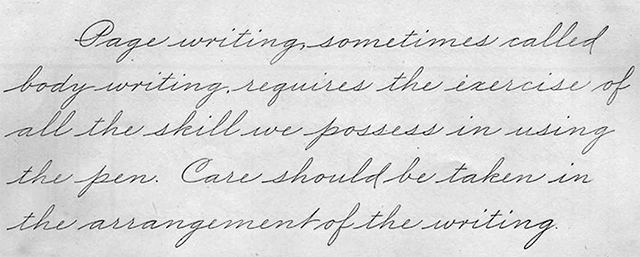 Page writing, sometimes called
body writing, requires the exercise of
all the skill we possess in using
the pen. Care should be taken in
the arrangement of the writing.